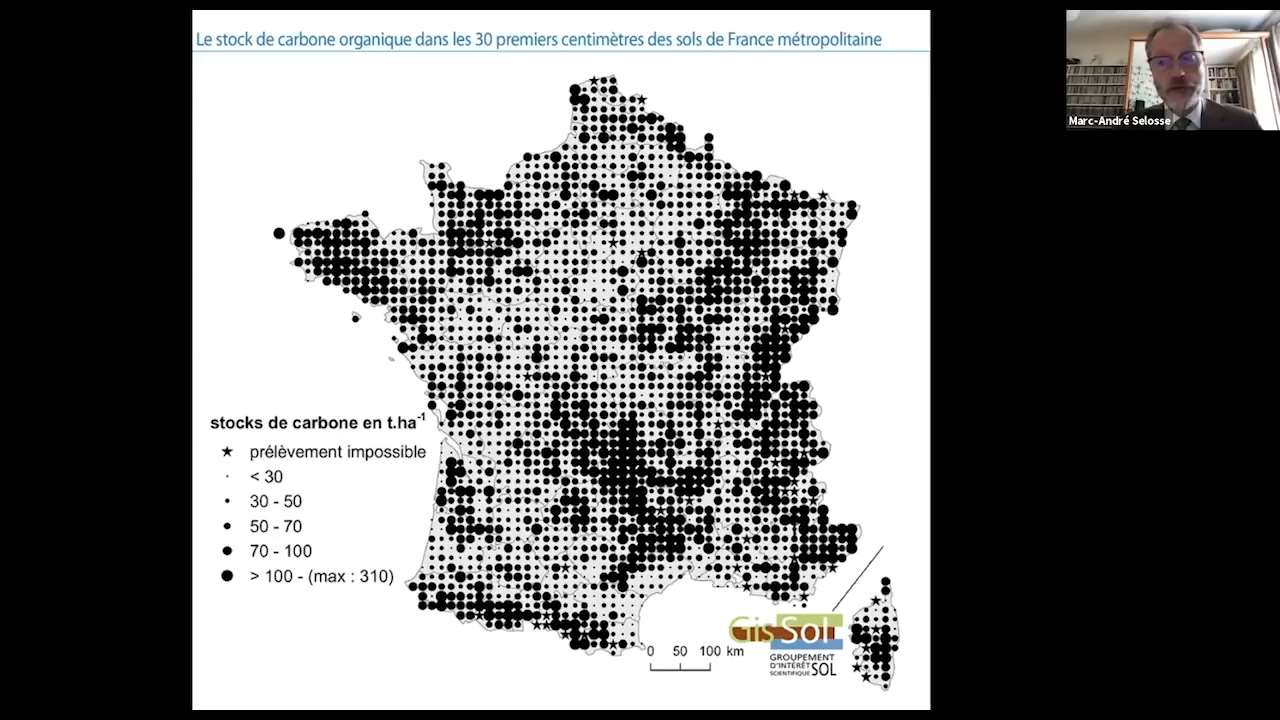 Le stock de carbone organique dans les 30 premiers centimètres des sols de France métropolitaine
Marc-André Selosse
stocks de carbone en t.ha-1
prélèvement impossible
< 30
30 - 50
50 - 70
70 - 100
> 100 - (max : 310)
Gis Sol
GROUPEMENT
D'INTÉRÊT
SCIENTIFIQUE SOL
0 50 100 km